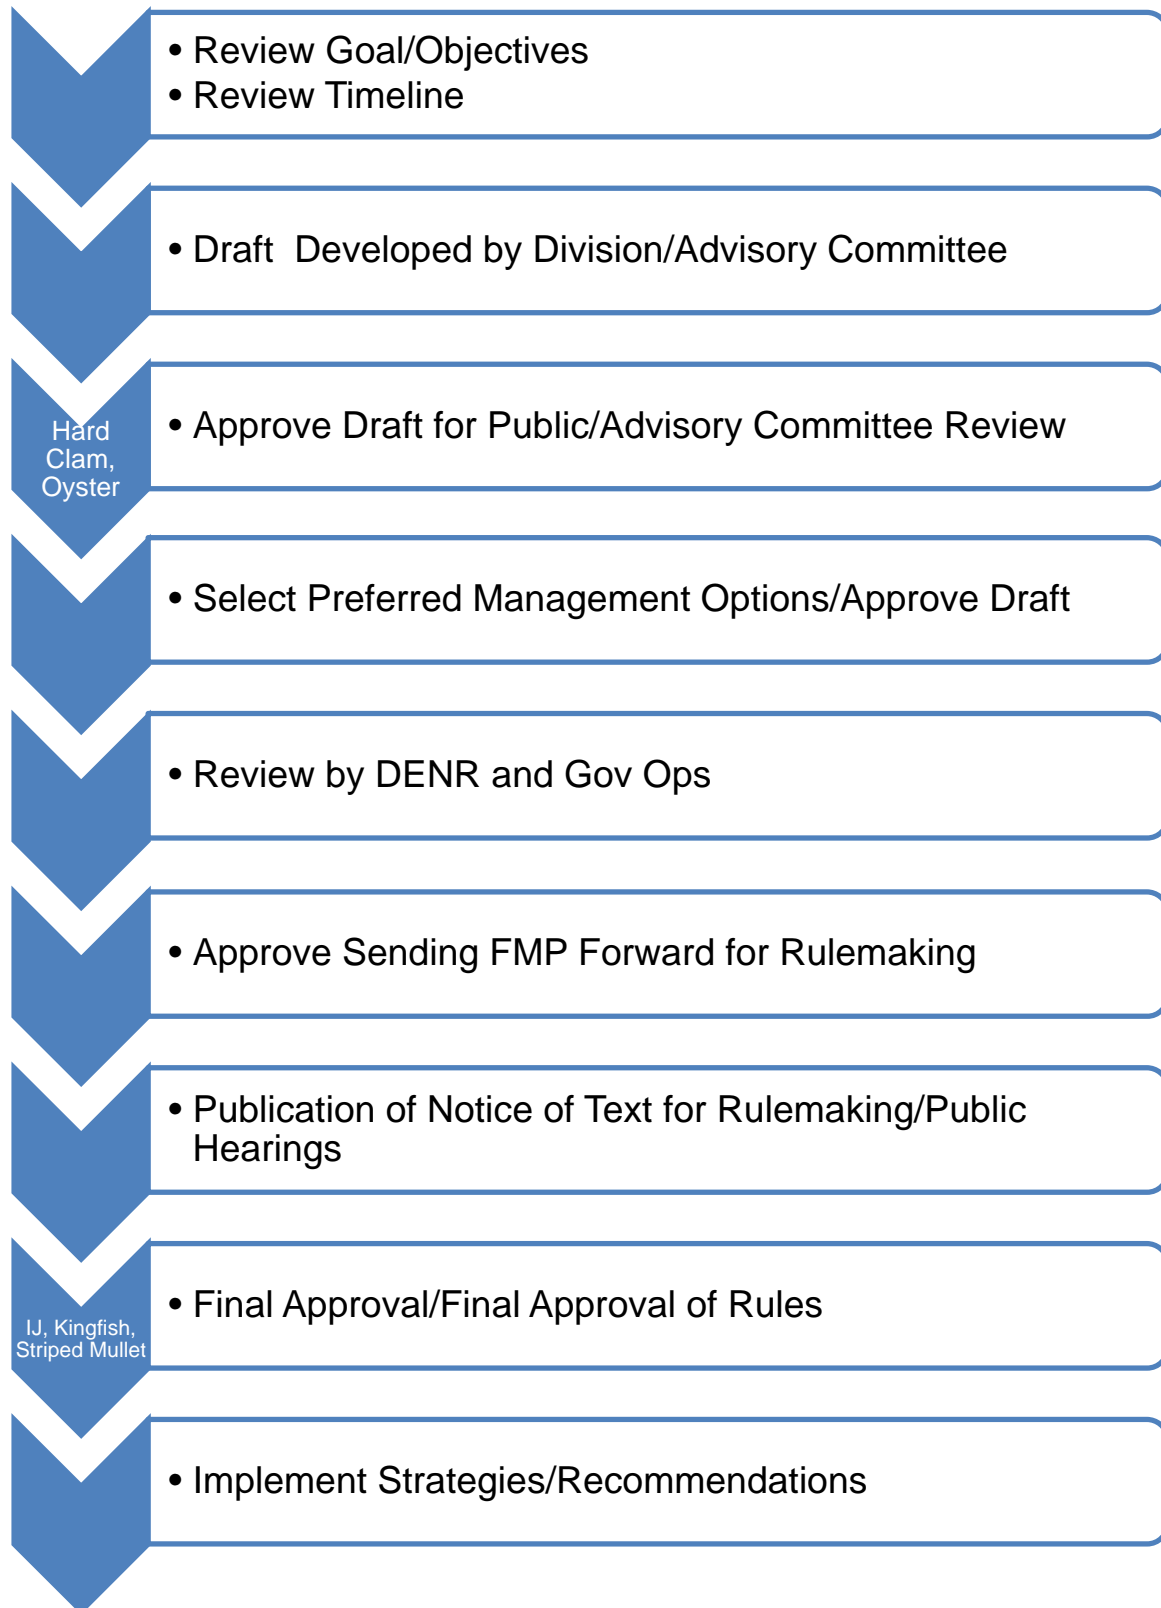 • Review Goal/Objectives
• Review Timeline
• Draft  Developed by Division/Advisory Committee
Hard
Clam,
Oyster
• Approve Draft for Public/Advisory Committee Review
• Select Preferred Management Options/Approve Draft
• Review by DENR and Gov Ops
• Approve Sending FMP Forward for Rulemaking
• Publication of Notice of Text for Rulemaking/Public
Hearings
IJ, Kingfish,
Striped Mullet
• Final Approval/Final Approval of Rules
• Implement Strategies/Recommendations